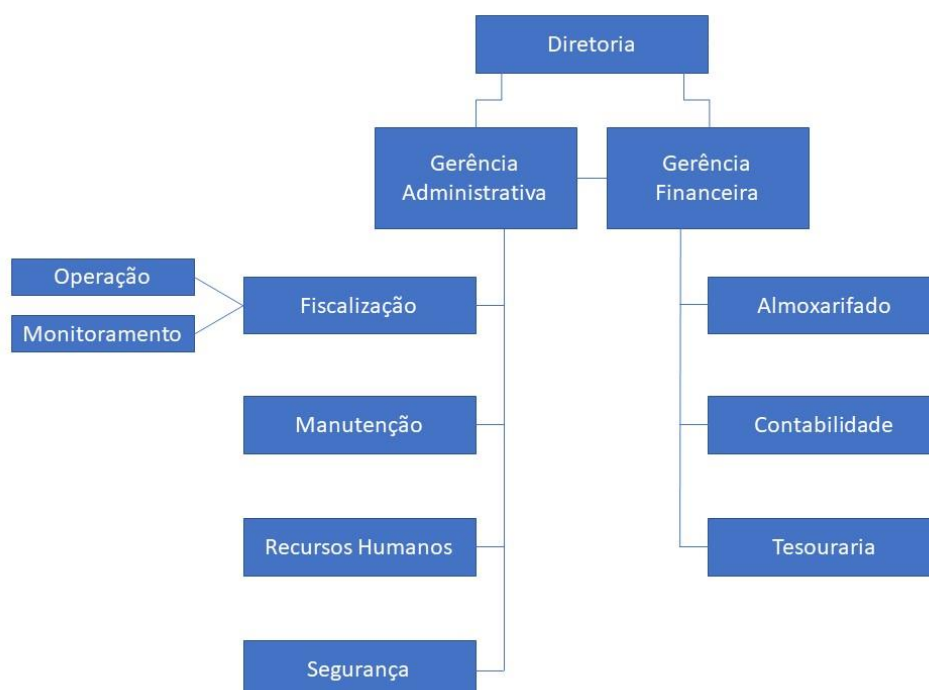 Diretoria
Gerência
Administrativa
Gerência
Financeira
Operação
Monitoramento
Fiscalização
Almoxarifado
Manutenção
Contabilidade
Recursos Humanos
Tesouraria
Segurança